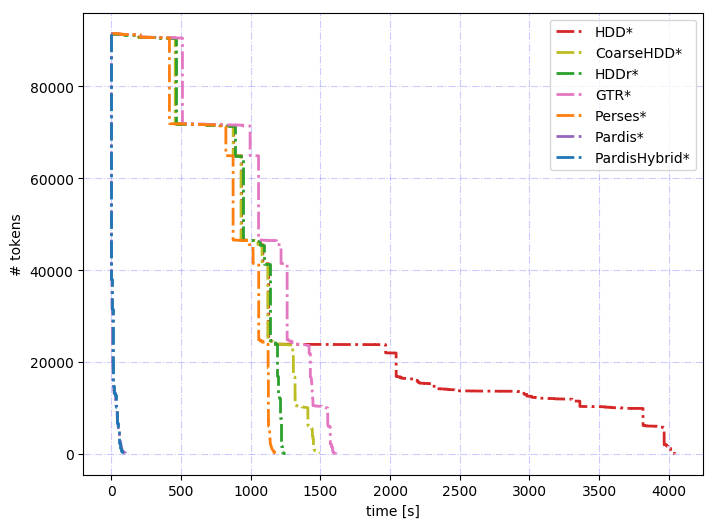 # tokens
80000
60000
40000
20000
0
0 500 1000 1500 2000 2500 3000 3500 4000
time [s]
HDD*
CoarseHDD*
HDDr*
GTR*
Perses*
Pardis*
PardisHybrid*